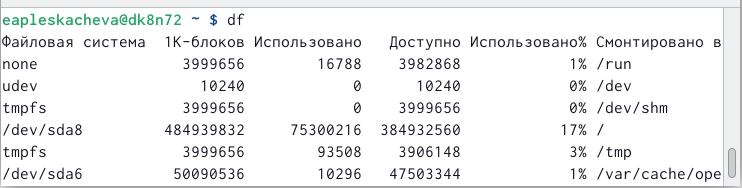 eapleskacheva@dk8n72 ~ $ df
Файловая система 1K-блоков Использовано Доступно Использовано% Смонтировано в
none 3999656 16788 3982868 1% /run
udev 10240 0 10240 0% /dev
tmpfs 3999656 0 3999656 0% /dev/shm
/dev/sda8 484939832 75300216 384932560 17% /
tmpfs 3999656 93508 3906148 3% /tmp
/dev/sda6 50090536 10296 47503344 1% /var/cache/ope